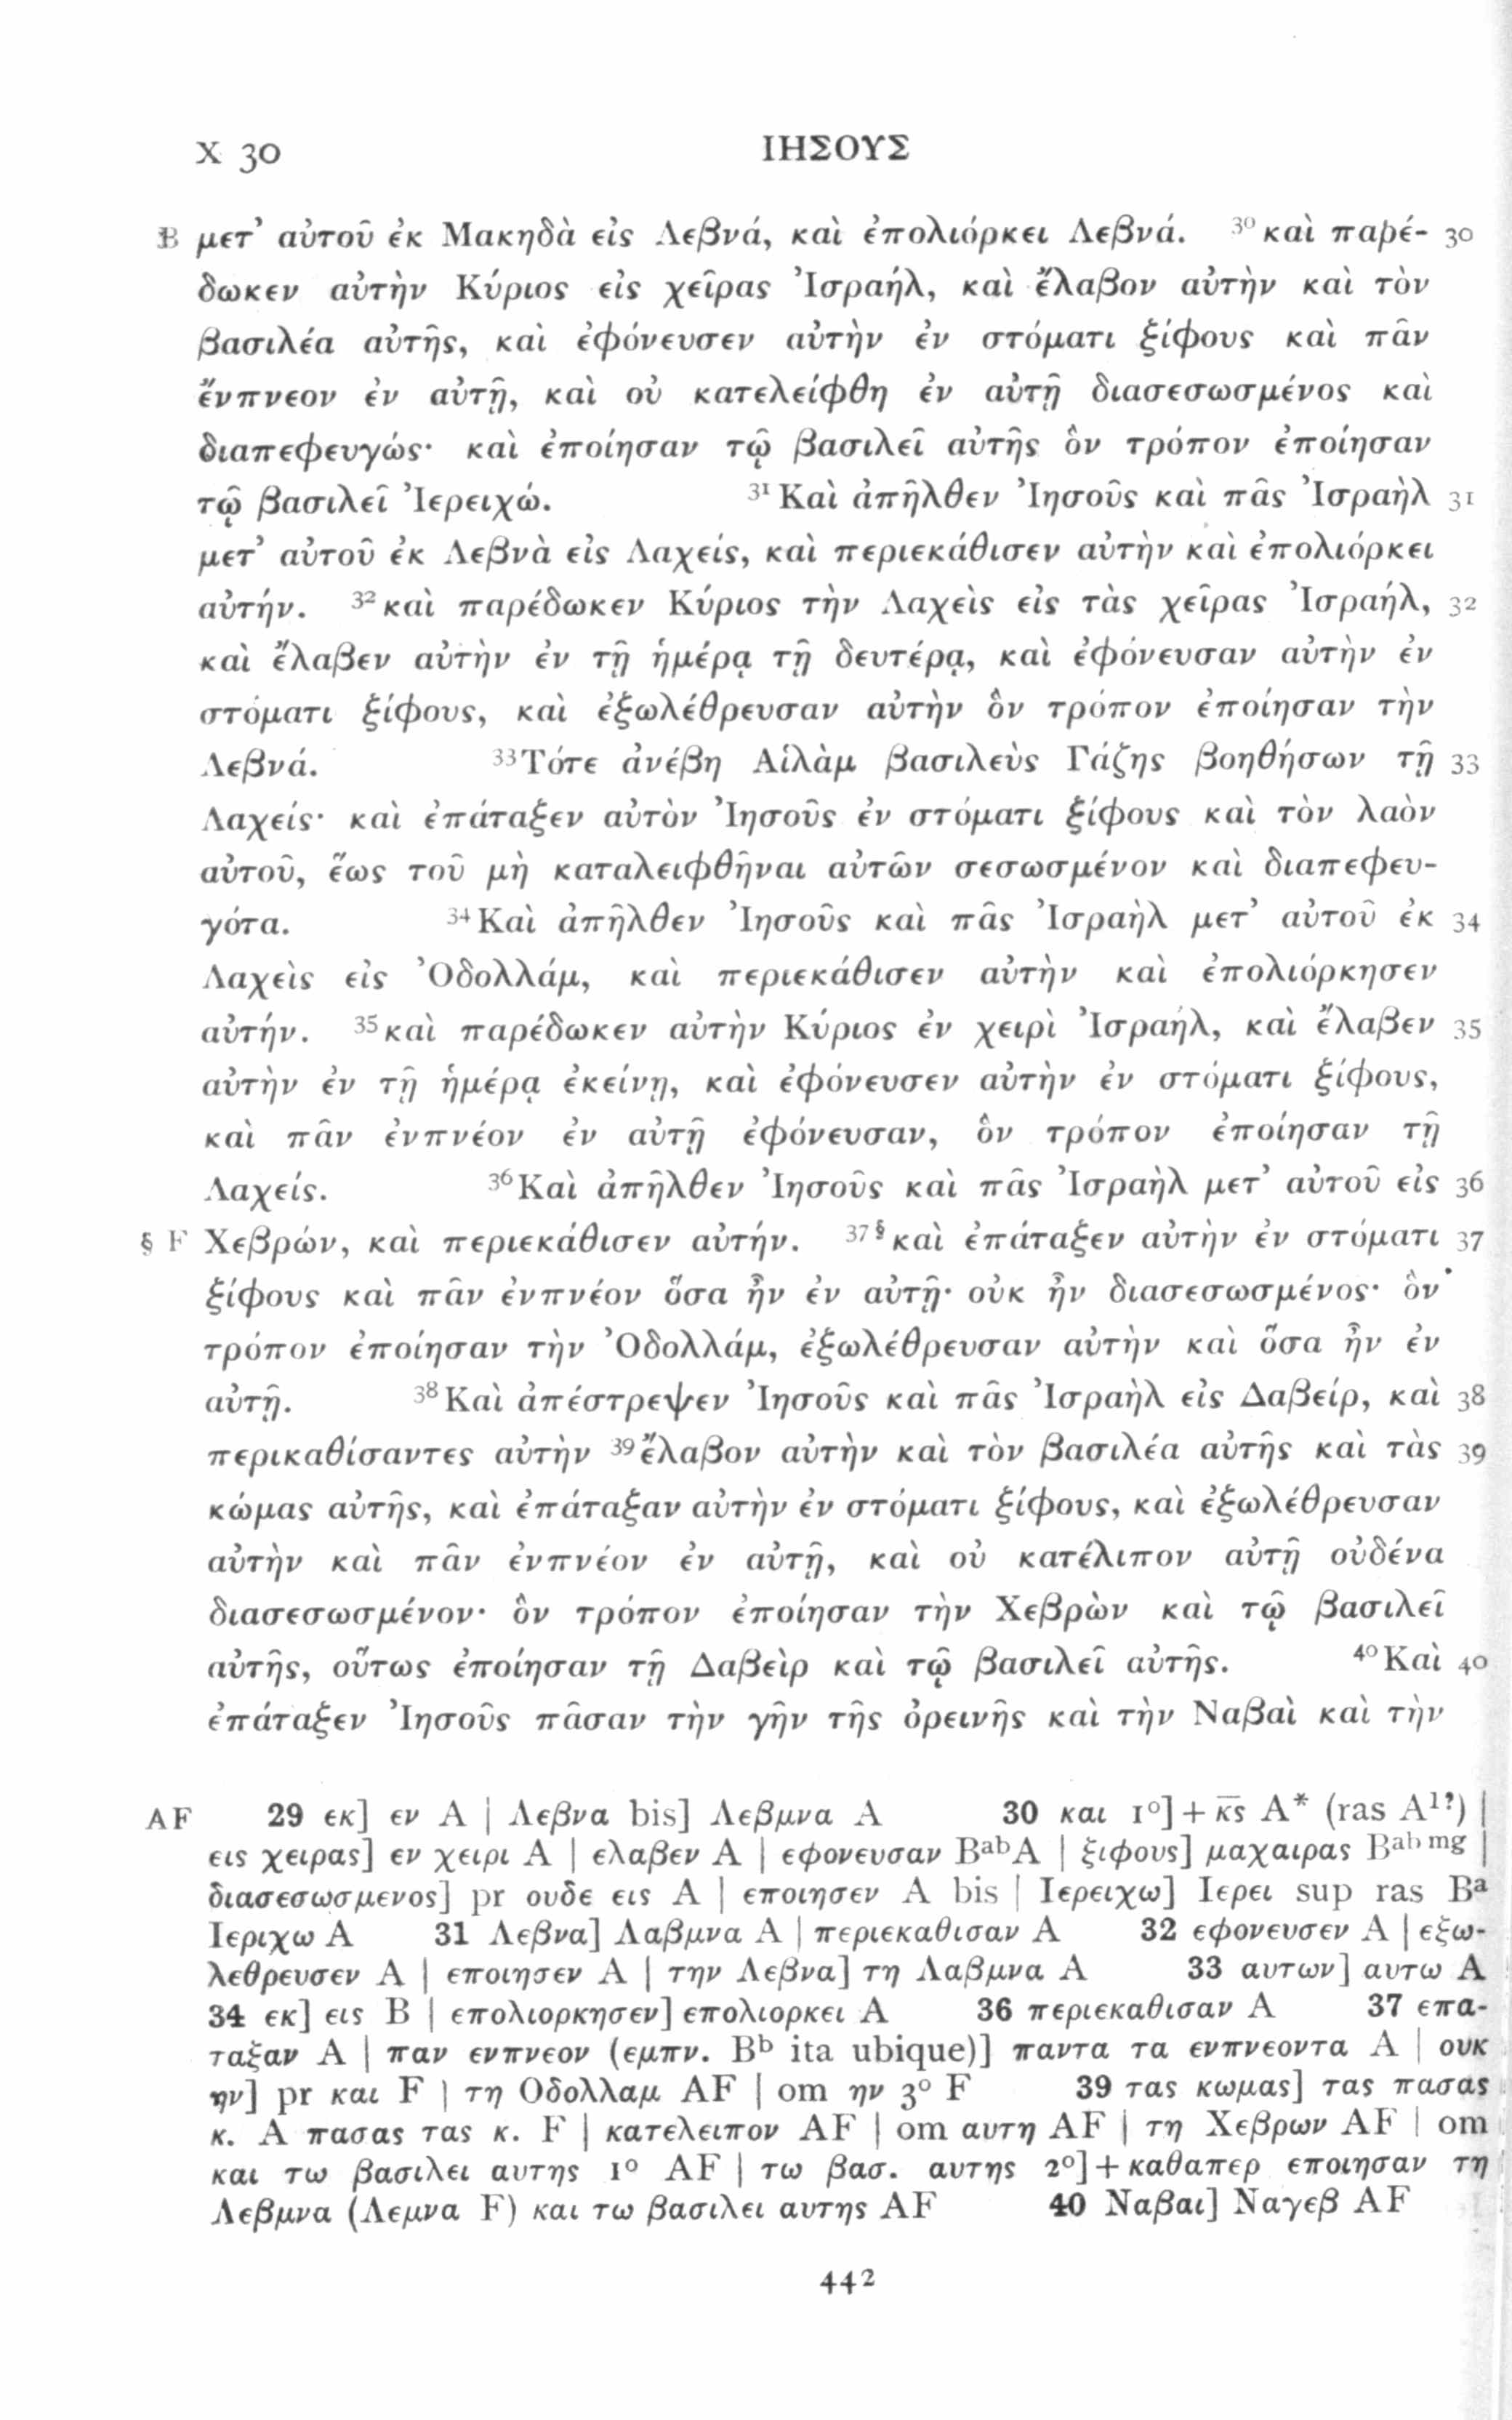 X 30 ΙΗΣΟΥΣ
B μετ’ αὐτοῦ ἐκ Μακηδὰ εἰς Λεβνά, καὶ ἐπολιόρκει Λεβνά. ³⁰καὶ παρέ- 30
δωκεν αὐτὴν Κύριος εἰς χεῖρας Ἰσραήλ, καὶ ἔλαβον αὐτὴν καὶ τὸν
βασιλέα αὐτῆς, καὶ ἐφόνευσεν αὐτὴν ἐν στόματι ξίφους καὶ πᾶν
ἔνπνεον ἐν αὐτῇ, καὶ οὐ κατελείφθη ἐν αὐτῇ διασεσωσμένος καὶ
διαπεφευγώς· καὶ ἐποίησαν τῷ βασιλεῖ αὐτῆς ὃν τρόπον ἐποίησαν
τῷ βασιλεῖ Ἰερειχώ. ³¹Καὶ ἀπῆλθεν Ἰησοῦς καὶ πᾶς Ἰσραὴλ 31
μετ’ αὐτοῦ ἐκ Λεβνὰ εἰς Λαχείς, καὶ περιεκάθισεν αὐτὴν καὶ ἐπολιόρκει
αὐτήν. ³²καὶ παρέδωκεν Κύριος τὴν Λαχεὶς εἰς τὰς χεῖρας Ἰσραήλ, 32
καὶ ἔλαβεν αὐτὴν ἐν τῇ ἡμέρᾳ τῇ δευτέρᾳ, καὶ ἐφόνευσαν αὐτὴν ἐν
στόματι ξίφους, καὶ ἐξωλέθρευσαν αὐτὴν ὃν τρόπον ἐποίησαν τὴν
Λεβνά. ³³Τότε ἀνέβη Αἱλὰμ βασιλεὺς Γάζης βοηθήσων τῇ 33
Λαχείς· καὶ ἐπάταξεν αὐτὸν Ἰησοῦς ἐν στόματι ξίφους καὶ τὸν λαὸν
αὐτοῦ, ἕως τοῦ μὴ καταλειφθῆναι αὐτῶν σεσωσμένον καὶ διαπεφευ-
γότα. ³⁴Καὶ ἀπῆλθεν Ἰησοῦς καὶ πᾶς Ἰσραὴλ μετ’ αὐτοῦ ἐκ 34
Λαχεὶς εἰς Ὀδολλάμ, καὶ περιεκάθισεν αὐτὴν καὶ ἐπολιόρκησεν
αὐτήν. ³⁵καὶ παρέδωκεν αὐτὴν Κύριος ἐν χειρὶ Ἰσραήλ, καὶ ἔλαβεν 35
αὐτὴν ἐν τῇ ἡμέρᾳ ἐκείνῃ, καὶ ἐφόνευσεν αὐτὴν ἐν στόματι ξίφους,
καὶ πᾶν ἐνπνέον ἐν αὐτῇ ἐφόνευσαν, ὃν τρόπον ἐποίησαν τῇ
Λαχείς. ³⁶Καὶ ἀπῆλθεν Ἰησοῦς καὶ πᾶς Ἰσραὴλ μετ’ αὐτοῦ εἰς 36
§ F Χεβρών, καὶ περιεκάθισεν αὐτήν. ³⁷§καὶ ἐπάταξεν αὐτὴν ἐν στόματι 37
ξίφους καὶ πᾶν ἐνπνέον ὅσα ἦν ἐν αὐτῇ· οὐκ ἦν διασεσωσμένος· ὃν
τρόπον ἐποίησαν τὴν Ὀδολλάμ, ἐξωλέθρευσαν αὐτὴν καὶ ὅσα ἦν ἐν
αὐτῇ. ³⁸Καὶ ἀπέστρεψεν Ἰησοῦς καὶ πᾶς Ἰσραὴλ εἰς Δαβείρ, καὶ 38
περικαθίσαντες αὐτὴν ³⁹ἔλαβον αὐτὴν καὶ τὸν βασιλέα αὐτῆς καὶ τὰς 39
κώμας αὐτῆς, καὶ ἐπάταξαν αὐτὴν ἐν στόματι ξίφους, καὶ ἐξωλέθρευσαν
αὐτὴν καὶ πᾶν ἐνπνέον ἐν αὐτῇ, καὶ οὐ κατέλιπον αὐτῇ οὐδένα
διασεσωσμένον· ὃν τρόπον ἐποίησαν τὴν Χεβρὼν καὶ τῷ βασιλεῖ
αὐτῆς, οὕτως ἐποίησαν τῇ Δαβεὶρ καὶ τῷ βασιλεῖ αὐτῆς. ⁴⁰Καὶ 40
ἐπάταξεν Ἰησοῦς πᾶσαν τὴν γῆν τῆς ὀρεινῆς καὶ τὴν Ναβαὶ καὶ τὴν
AF 29 εκ] εν A | Λεβνα bis] Λεβμνα A 30 και 1º] + κ̅ς̅ A* (ras A¹ˀ) |
εις χειρας] εν χειρι A | ελαβεν A | εφονευσαν BᵃᵇA | ξιφους] μαχαιρας Bᵃᵇ ᵐᵍ |
διασεσωσμενος] pr ουδε εις A | εποιησεν A bis | Ιερειχω] Ιερει sup ras Bᵃ
Ιεριχω A 31 Λεβνα] Λαβμνα A | περιεκαθισαν A 32 εφονευσεν A | εξω-
λεθρευσεν A | εποιησεν A | την Λεβνα] τη Λαβμνα A 33 αυτων] αυτω A
34 εκ] εις B | επολιορκησεν] επολιορκει A 36 περιεκαθισαν A 37 επα-
ταξαν A | παν ενπνεον (εμπν. Bᵇ ita ubique)] παντα τα ενπνεοντα A | ουκ
ην] pr και F | τη Οδολλαμ AF | om ην 3º F 39 τας κωμας] τας πασας
κ. A πασας τας κ. F | κατελειπον AF | om αυτη AF | τη Χεβρων AF | om
και τω βασιλει αυτης 1º AF | τω βασ. αυτης 2º] + καθαπερ εποιησαν τη
Λεβμνα (Λεμνα F) και τω βασιλει αυτης AF 40 Ναβαι] Ναγεβ AF
442